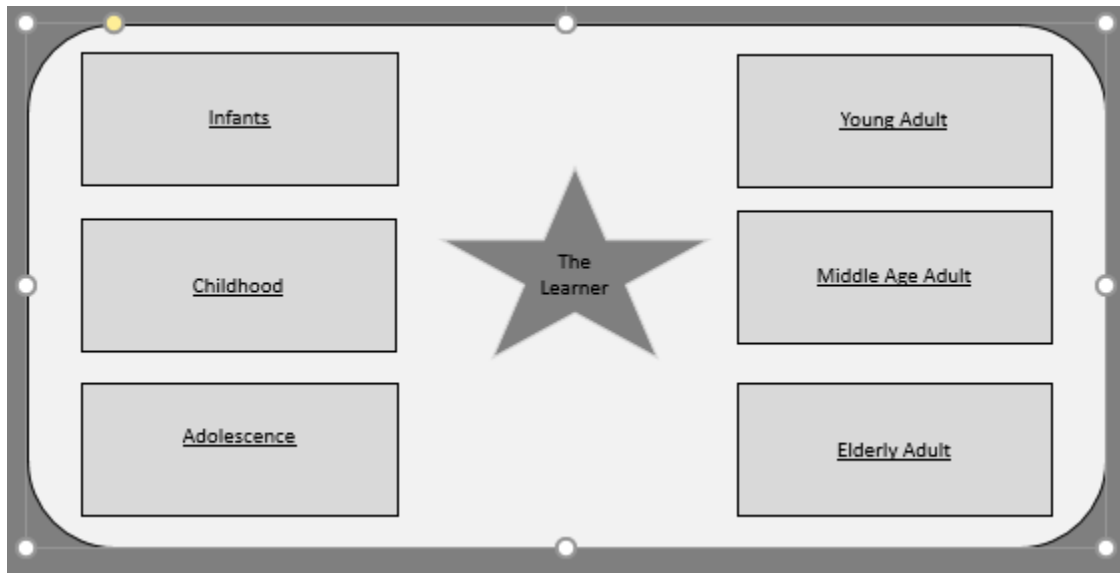 Infants
Childhood
Adolescence
The
Learner
Young Adult
Middle Age Adult
Elderly Adult